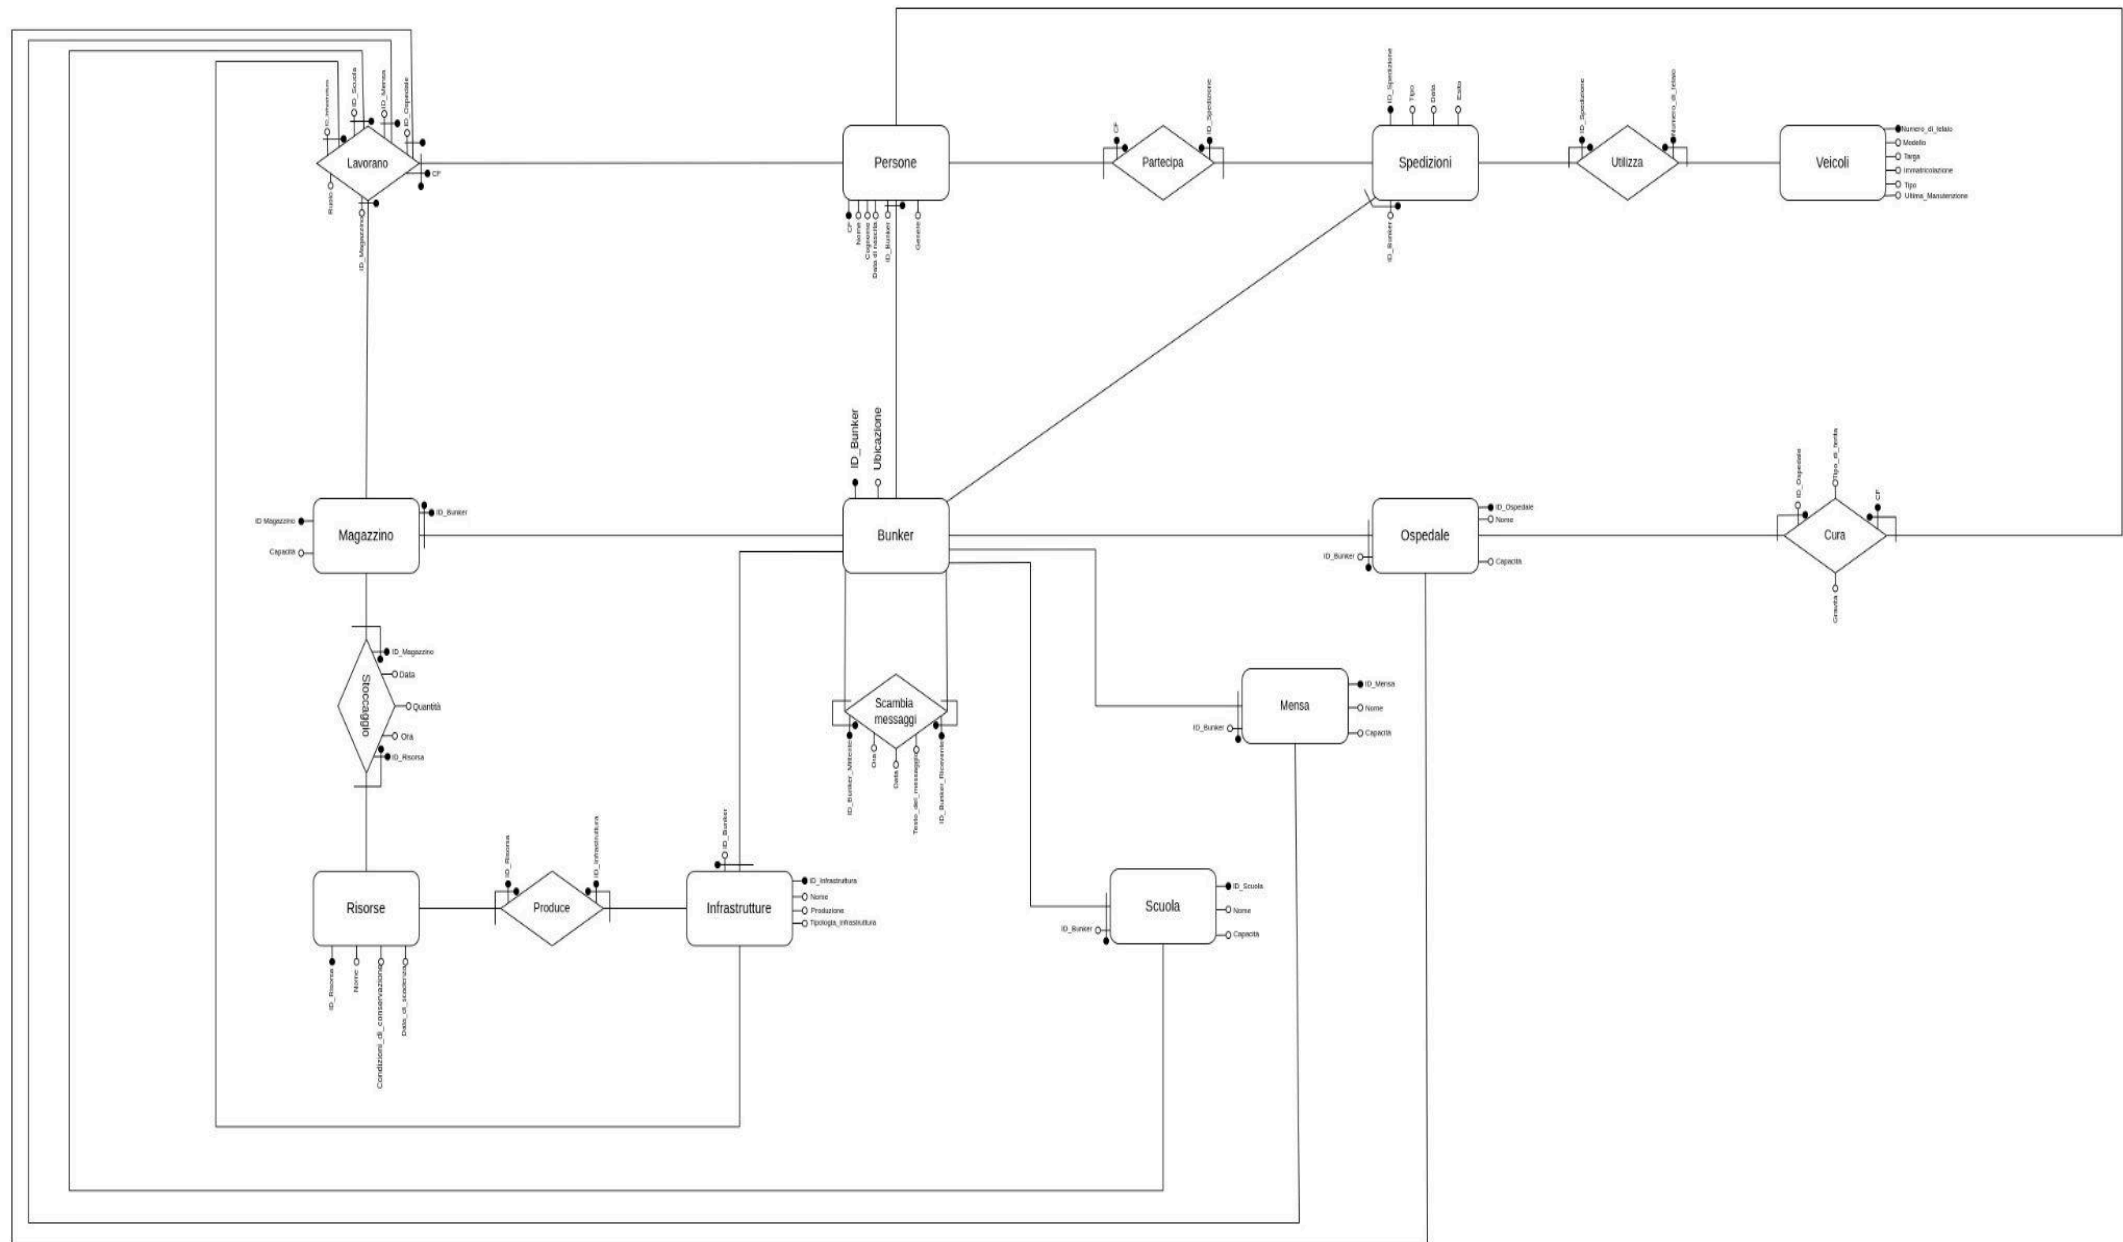 ID_Scuola
ID_Mensa
ID_Ospedale
Lavorano
CF
Ruolo
ID_Magazzino
Persone
CF
Nome
Cognome
Data di nascita
ID_Bunker
Genere
CF
ID_Spedizione
Partecipa
ID_Spedizione
Tipo
Data
Esito
Spedizioni
ID_Bunker
ID_Spedizione
Numero_di_telaio
Utilizza
Veicoli
Numero_di_telaio
Modello
Targa
Immatricolazione
Tipo
Ultima_Manutenzione
ID Magazzino
Capacità
Magazzino
ID_Bunker
ID_Bunker
Ubicazione
Bunker
ID_Bunker
Ospedale
ID_Ospedale
Nome
Capacità
ID_Ospedale
Tipo_di_ferita
CF
Cura
Gravità
ID_Magazzino
Data
Stoccaggio
Quantità
Ora
ID_Risorsa
Scambia
messaggi
ID_Bunker_Mittente
Ora
Data
Testo_del_messaggio
ID_Bunker_Ricevente
ID_Bunker
Mensa
ID_Mensa
Nome
Capacità
Risorse
ID_Risorsa
Nome
Condizioni_di_conservazione
Data_di_scadenza
ID_Risorsa
ID_Infrastruttura
Produce
ID_Bunker
Infrastrutture
ID_Infrastruttura
Nome
Produzione
Tipologia_Infrastruttura
ID_Bunker
Scuola
ID_Scuola
Nome
Capacità